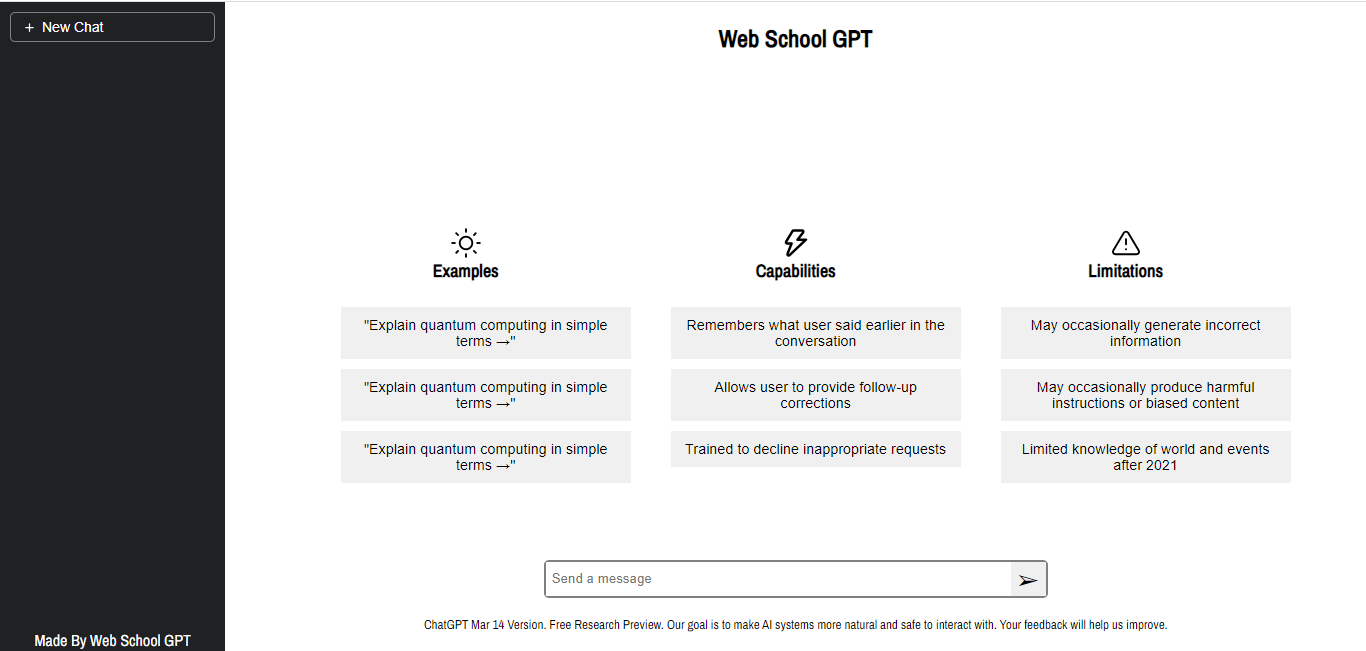 + New Chat
Web School GPT
Examples
"Explain quantum computing in simple
terms →"
"Explain quantum computing in simple
terms →"
"Explain quantum computing in simple
terms →"
Capabilities
Remembers what user said earlier in the
conversation
Allows user to provide follow-up
corrections
Trained to decline inappropriate requests
Limitations
May occasionally generate incorrect
information
May occasionally produce harmful
instructions or biased content
Limited knowledge of world and events
after 2021
Send a message
ChatGPT Mar 14 Version. Free Research Preview. Our goal is to make AI systems more natural and safe to interact with. Your feedback will help us improve.
Made By Web School GPT